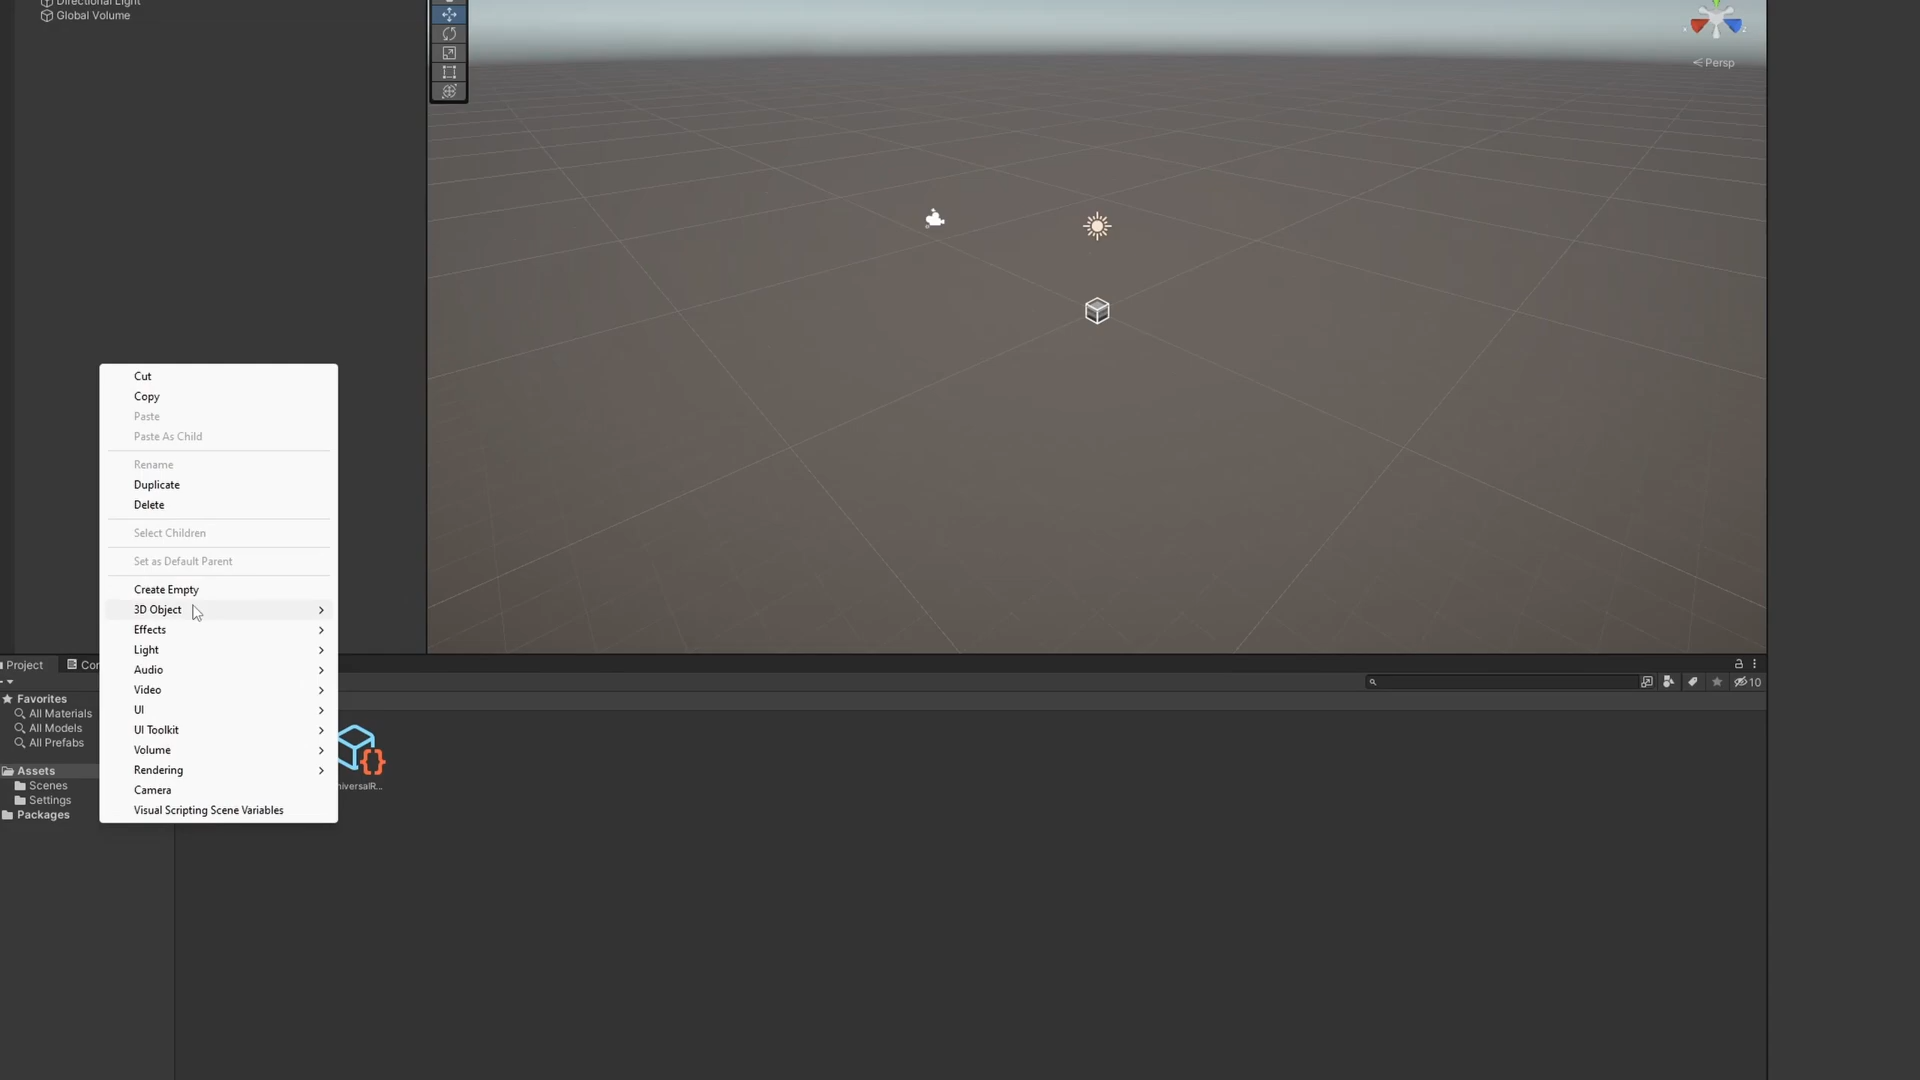 Directional Light
Global Volume
Persp
Cut
Copy
Paste
Paste As Child
Rename
Duplicate
Delete
Select Children
Set as Default Parent
Create Empty
3D Object
Effects
Light
Audio
Video
UI
UI Toolkit
Volume
Rendering
Camera
Visual Scripting Scene Variables
Project
Con
10
Favorites
All Materials
All Models
All Prefabs
Assets
Scenes
Settings
Packages
niversalR...